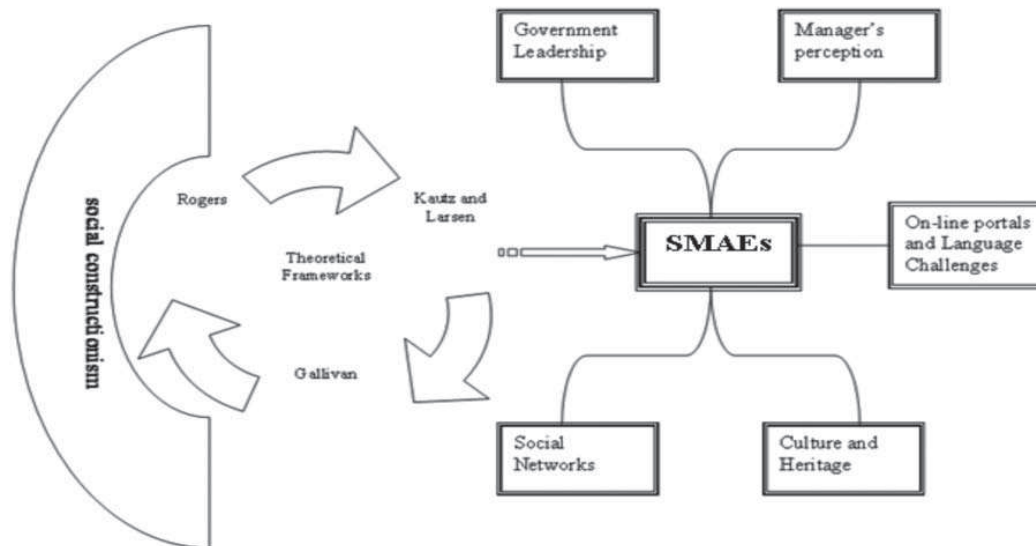 Government
Leadership
Manager's
perception
social constructionism
Rogers
Kautz and
Larsen
Theoretical
Frameworks
SMAEs
On-line portals
and Language
Challenges
Gallivan
Social
Networks
Culture and
Heritage